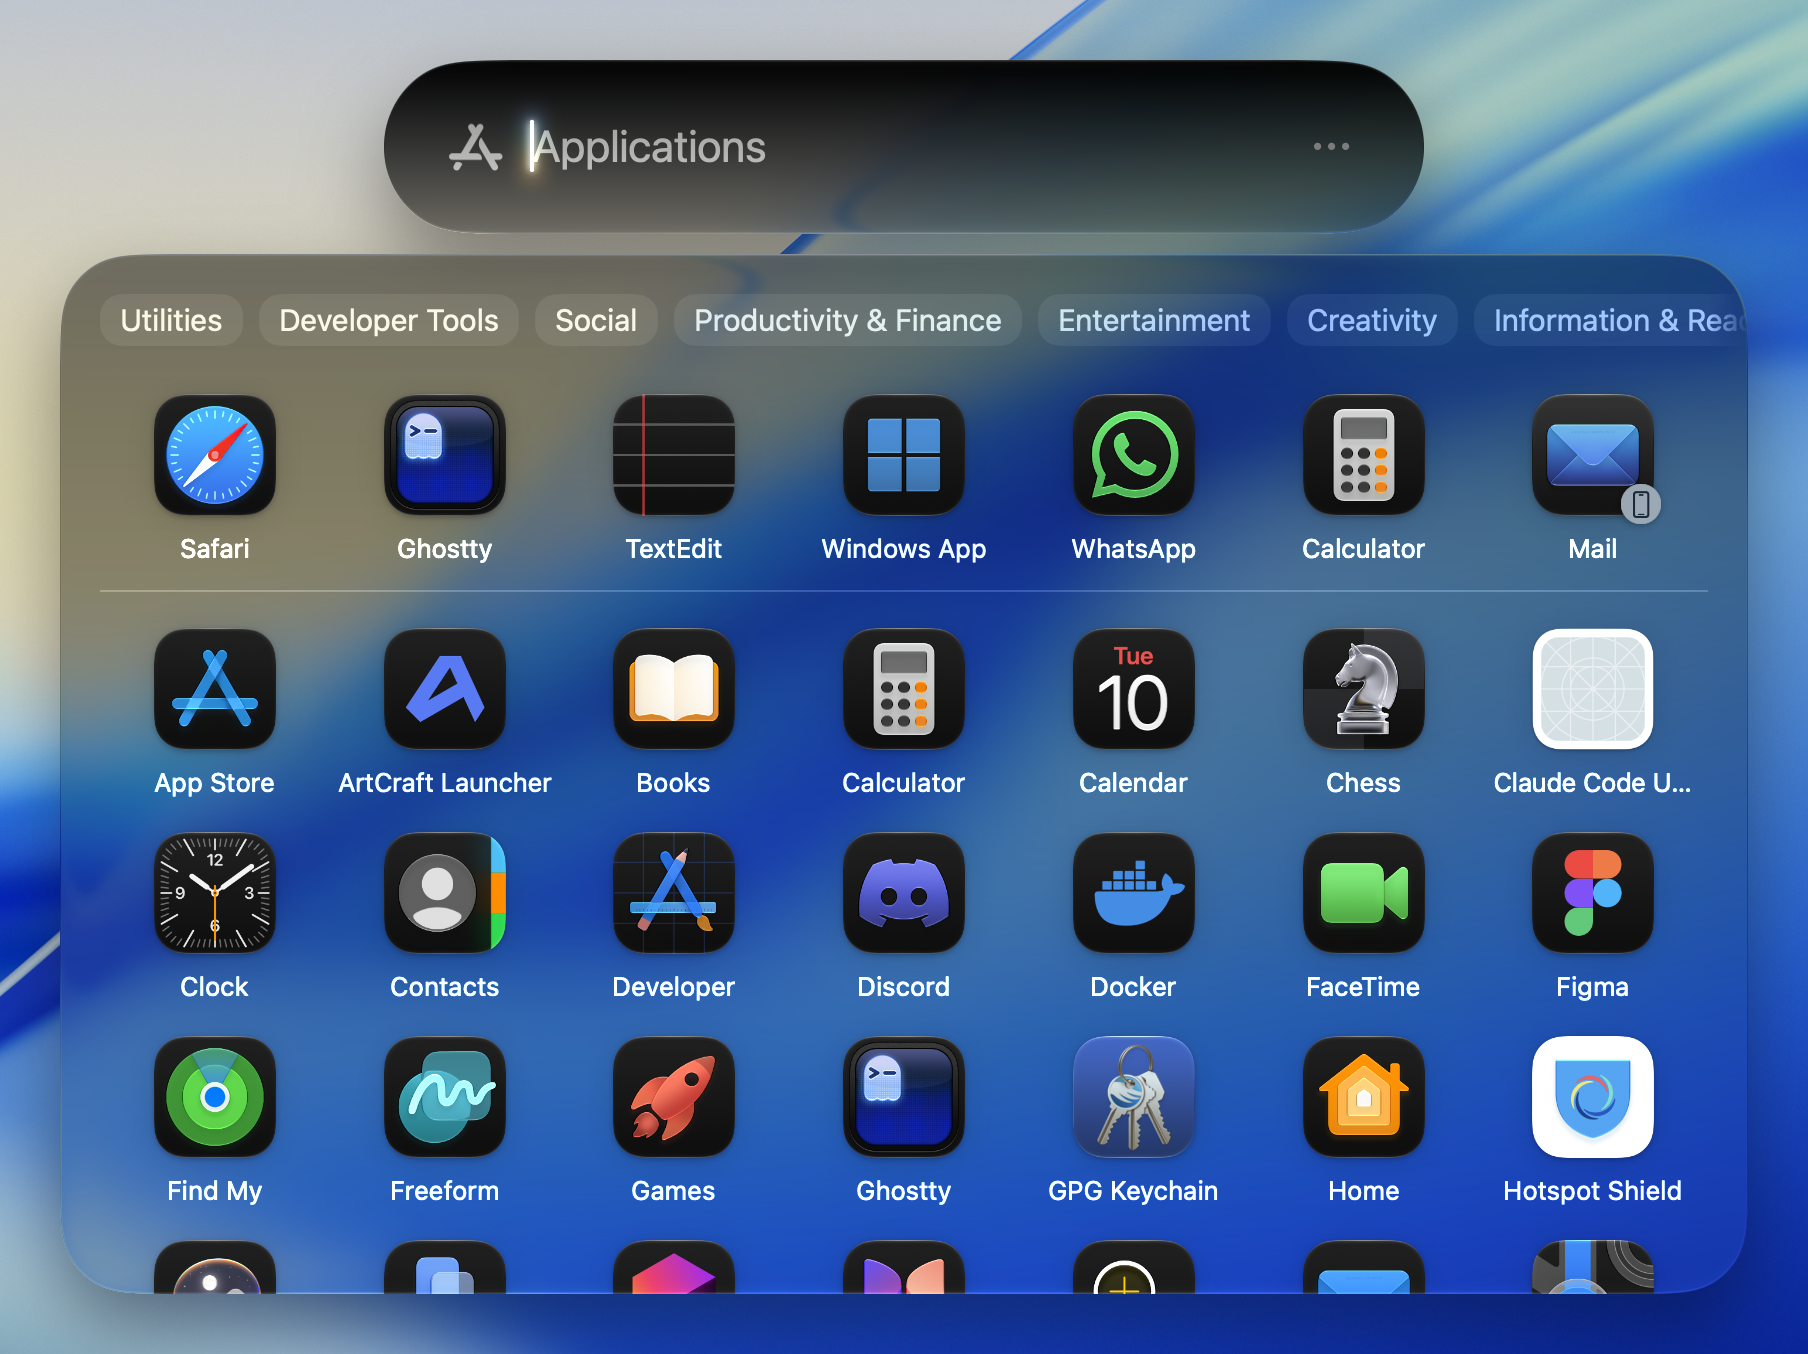 Applications
Utilities Developer Tools Social Productivity & Finance Entertainment Creativity Information & Rea
Safari Ghostty TextEdit Windows App WhatsApp Calculator Mail
Tue
10
App Store ArtCraft Launcher Books Calculator Calendar Chess Claude Code U...
12
9 3
6
Clock Contacts Developer Discord Docker FaceTime Figma
Find My Freeform Games Ghostty GPG Keychain Home Hotspot Shield